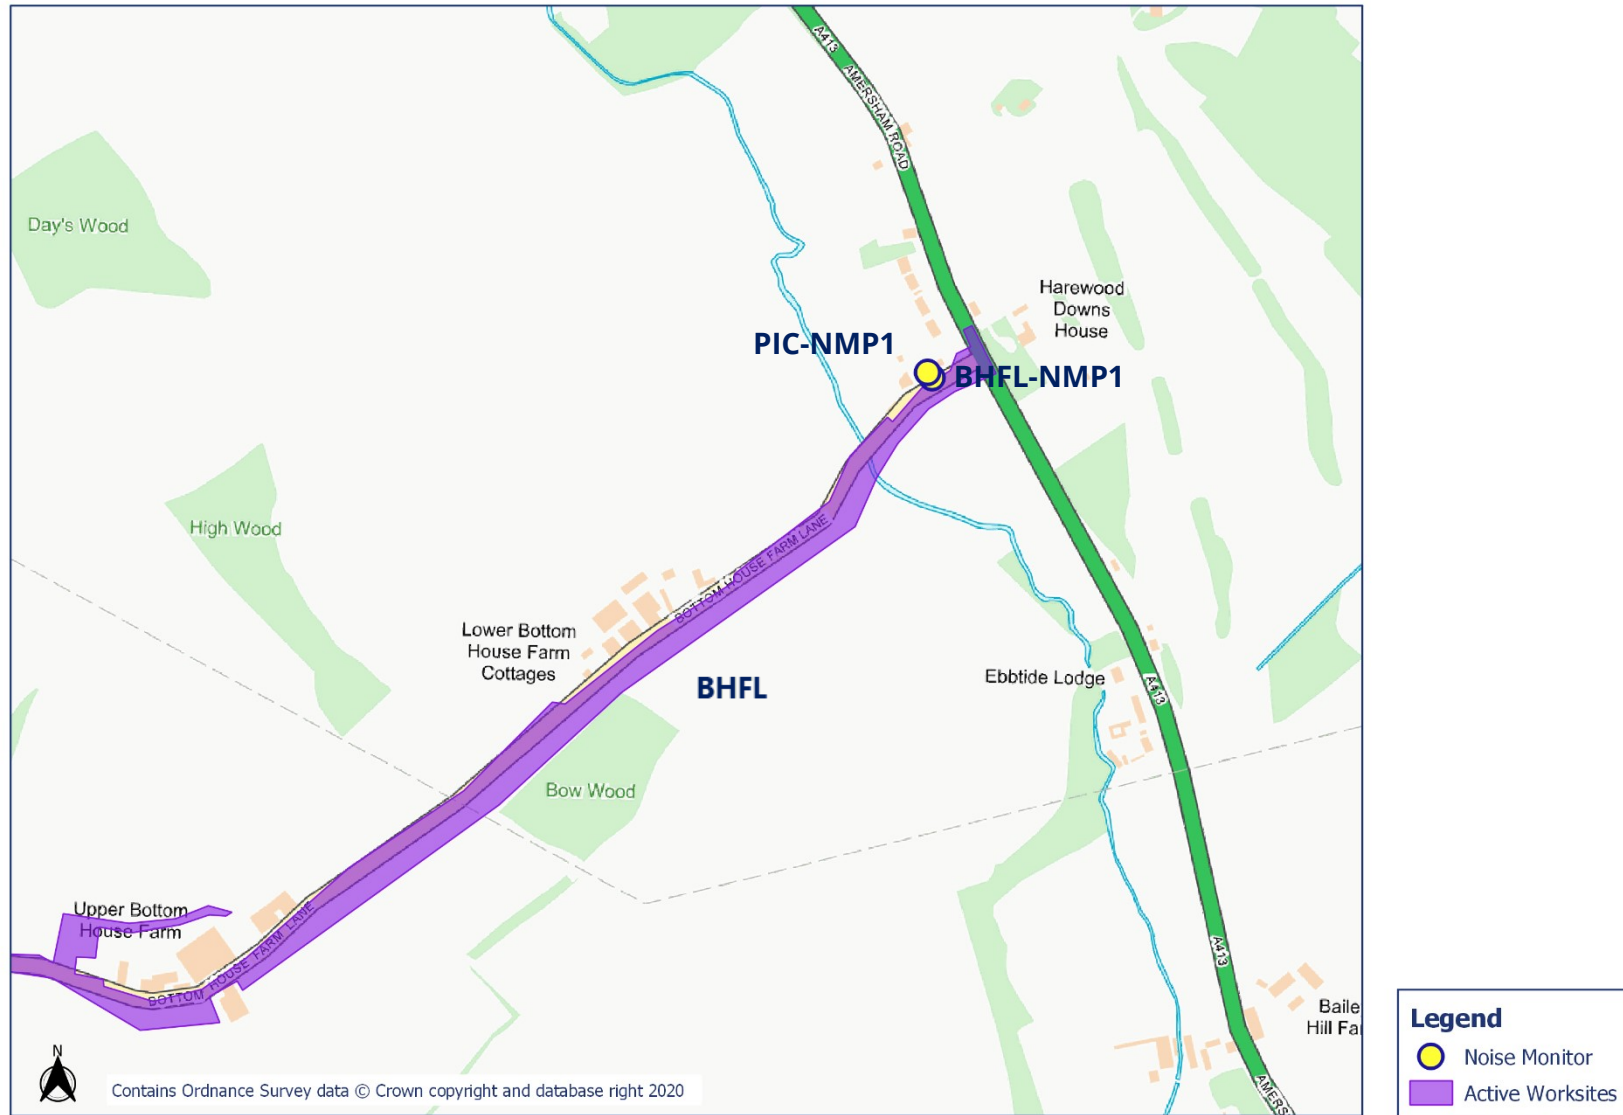 A413
AMERSHAM ROAD
Day's Wood
Harewood
Downs
House
PIC-NMP1
BHFL-NMP1
High Wood
BOTTOM HOUSE FARM LANE
Lower Bottom
House Farm
Cottages
BHFL
Ebbtide Lodge
A413
Bow Wood
Upper Bottom
House Farm
BOTTOM HOUSE FARM LANE
A413
Baile
Hill Fa
AMERS
N
Contains Ordnance Survey data © Crown copyright and database right 2020
Legend
Noise Monitor
Active Worksites